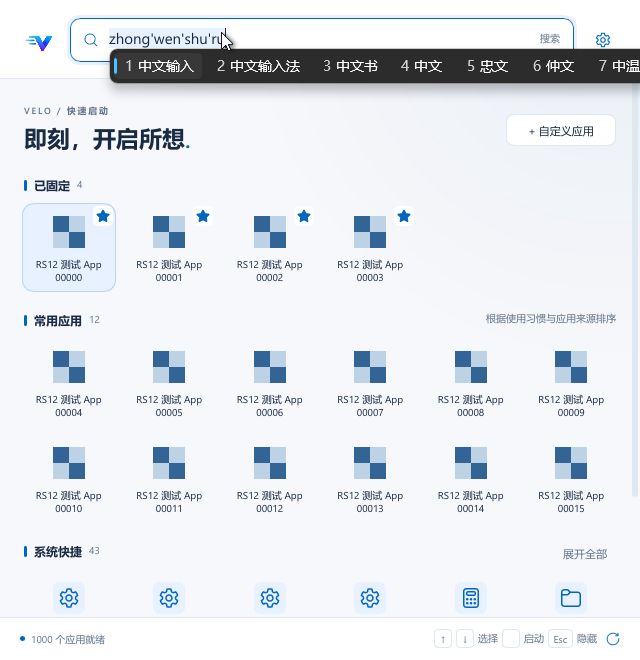 zhong'wen'shu'ru 搜索
1 中文输入 2 中文输入法 3 中文书 4 中文 5 忠文 6 仲文 7 中温
VELO / 快速启动
即刻，开启所想.
+ 自定义应用
已固定 4
RS12 测试 App 00000
RS12 测试 App 00001
RS12 测试 App 00002
RS12 测试 App 00003
常用应用 12
根据使用习惯与应用来源排序
RS12 测试 App 00004
RS12 测试 App 00005
RS12 测试 App 00006
RS12 测试 App 00007
RS12 测试 App 00008
RS12 测试 App 00009
RS12 测试 App 00010
RS12 测试 App 00011
RS12 测试 App 00012
RS12 测试 App 00013
RS12 测试 App 00014
RS12 测试 App 00015
系统快捷 43
展开全部
1000 个应用就绪
↑ ↓ 选择 启动 Esc 隐藏